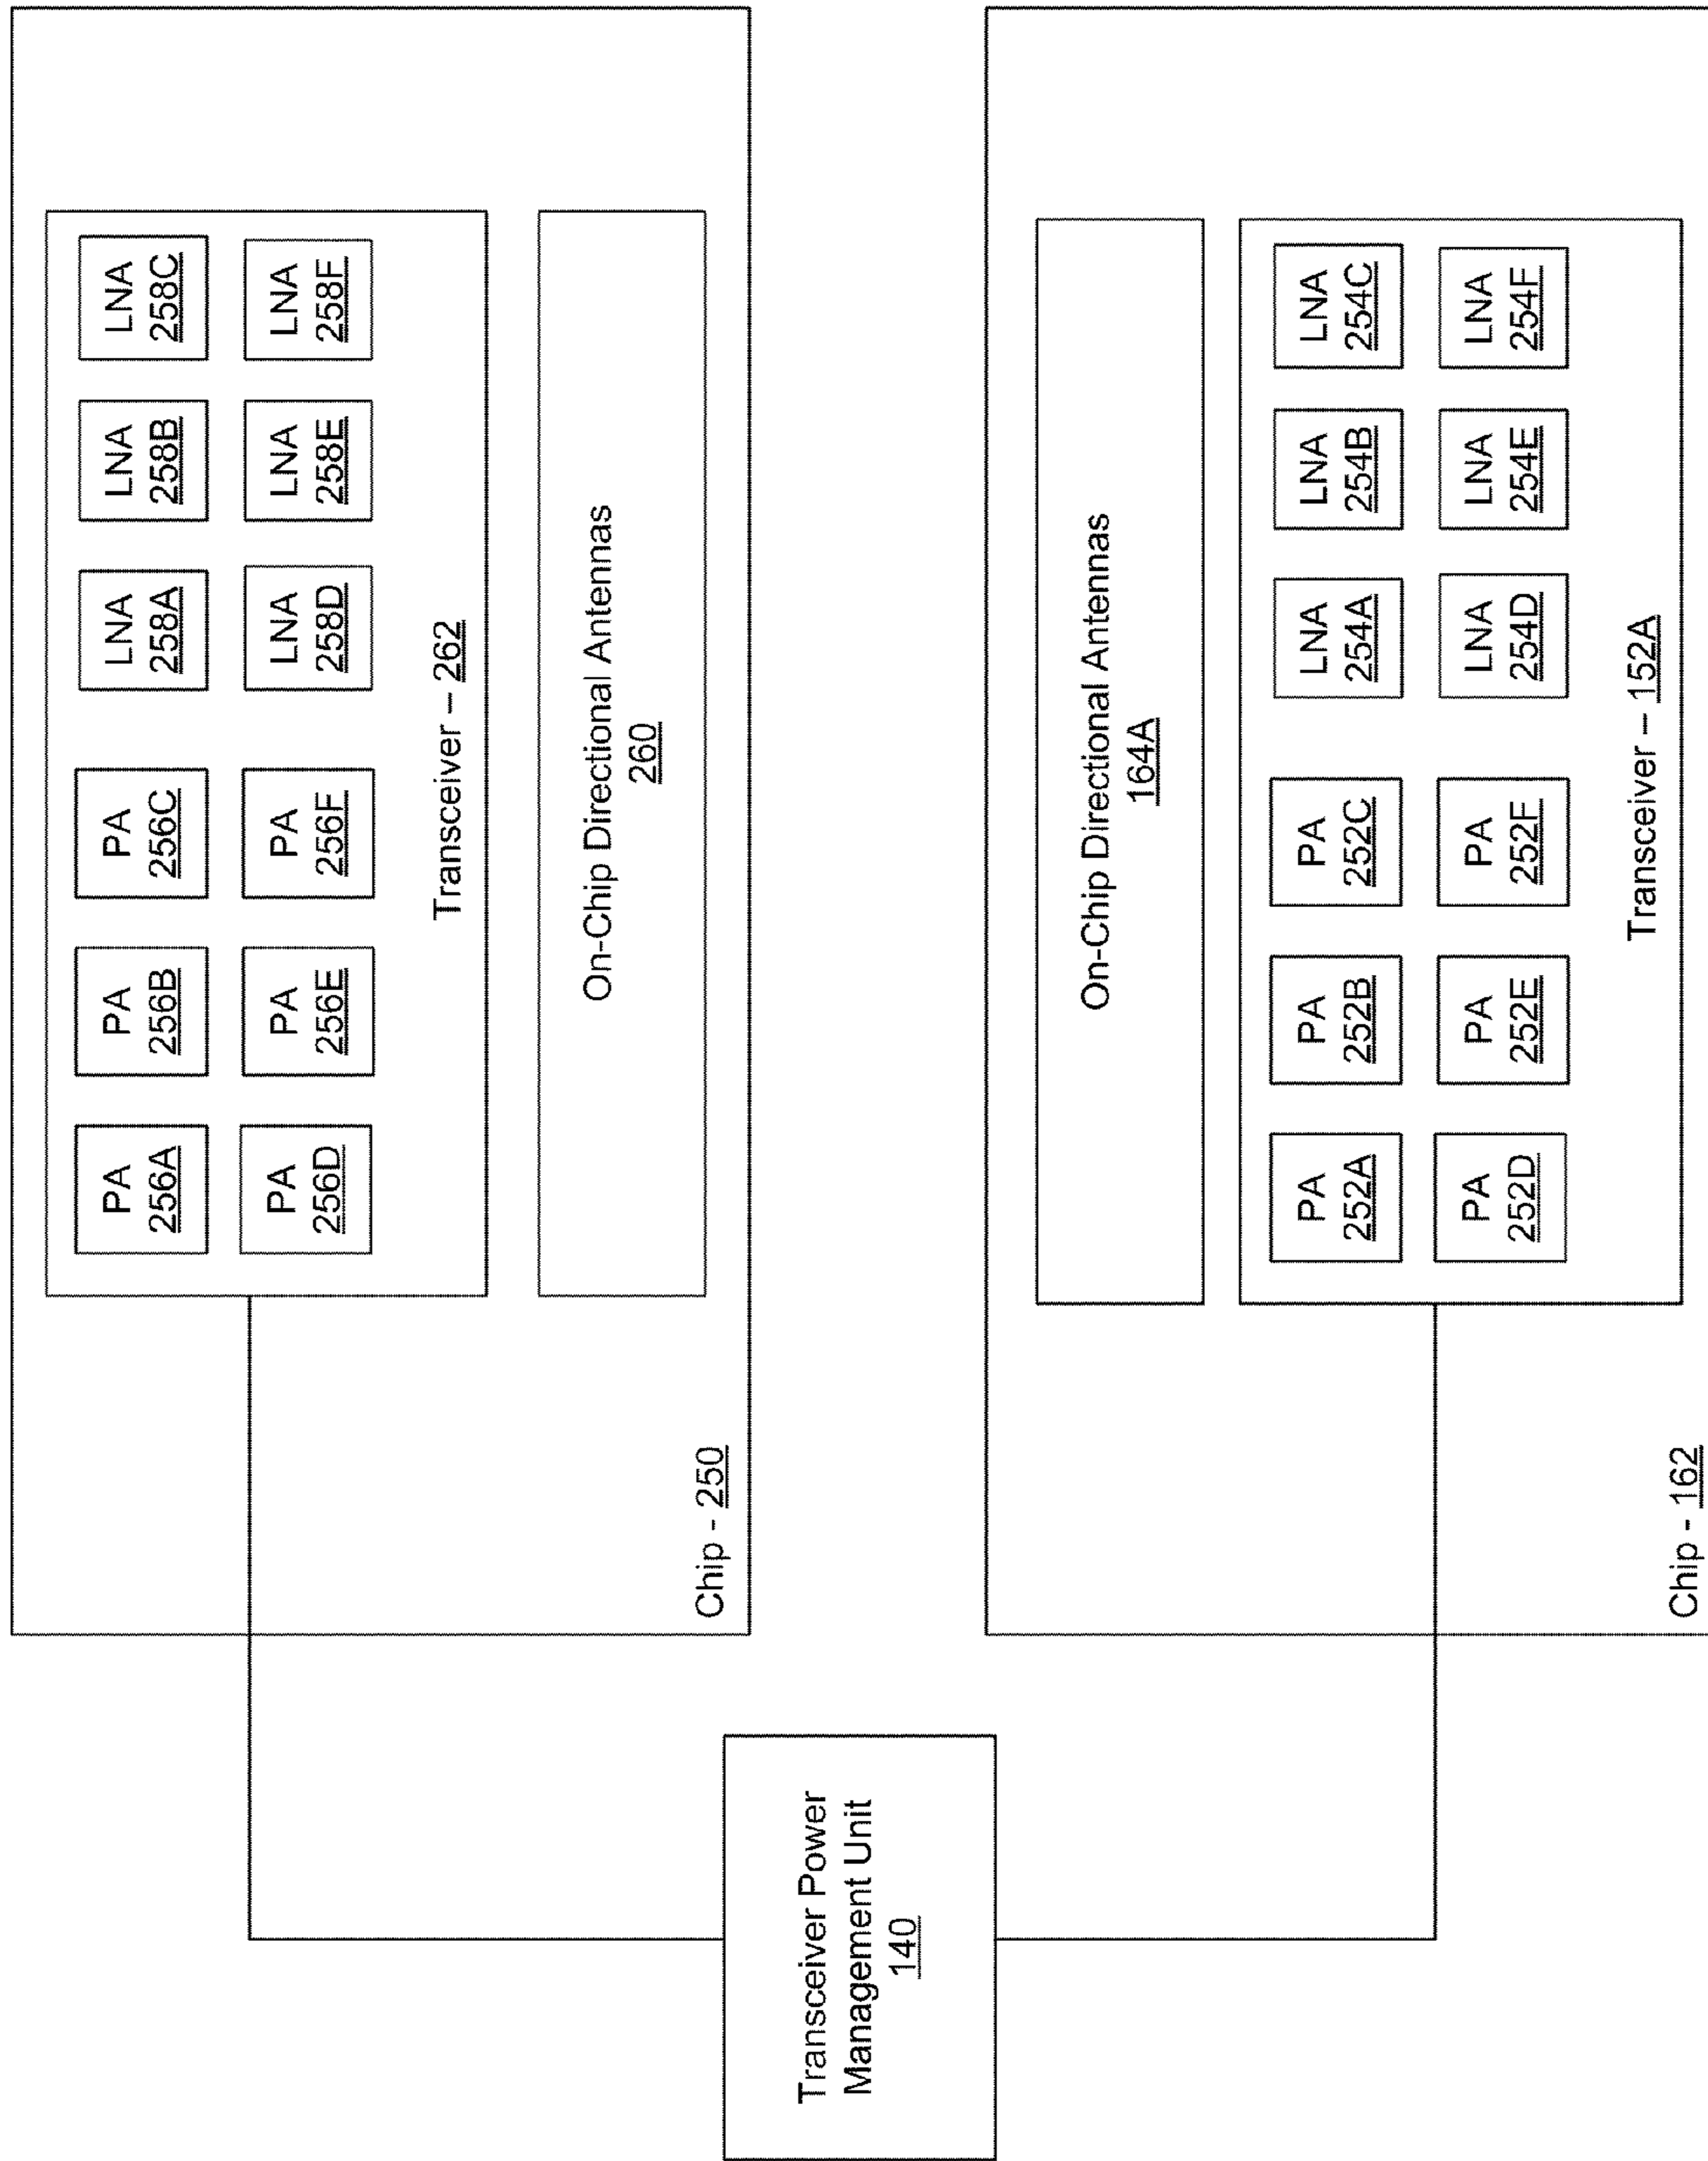 Transceiver Power
Management Unit
140
Chip - 250
PA
256A
PA
256B
PA
256C
LNA
258A
LNA
258B
LNA
258C
PA
256D
PA
256E
PA
256F
LNA
258D
LNA
258E
LNA
258F
Transceiver – 262
On-Chip Directional Antennas
260
Chip - 162
On-Chip Directional Antennas
164A
PA
252A
PA
252B
PA
252C
LNA
254A
LNA
254B
LNA
254C
PA
252D
PA
252E
PA
252F
LNA
254D
LNA
254E
LNA
254F
Transceiver – 152A